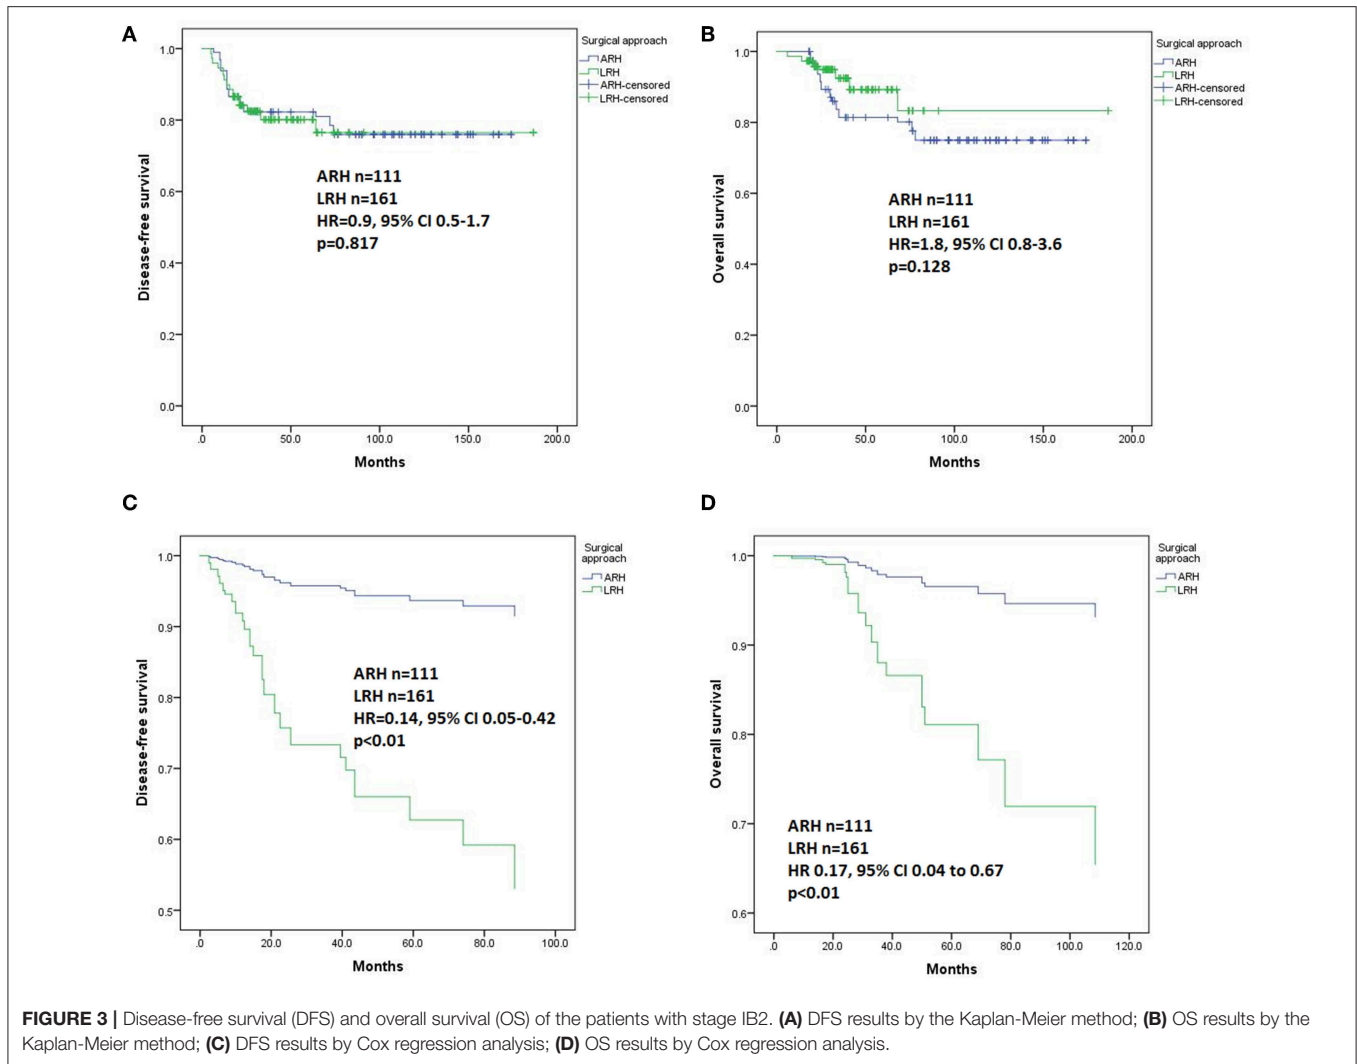 A
Surgical approach
ARH
LRH
ARH-censored
LRH-censored
1.0
0.8
0.6
0.4
0.2
0.0
Disease-free survival
ARH n=111
LRH n=161
HR=0.9, 95% CI 0.5-1.7
p=0.817
.0 50.0 100.0 150.0 200.0
Months
B
Surgical approach
ARH
LRH
ARH-censored
LRH-censored
1.0
0.8
0.6
0.4
0.2
0.0
Overall survival
ARH n=111
LRH n=161
HR=1.8, 95% CI 0.8-3.6
p=0.128
.0 50.0 100.0 150.0 200.0
Months
C
Surgical
approach
ARH
LRH
1.0
0.9
0.8
0.7
0.6
0.5
Disease-free survival
ARH n=111
LRH n=161
HR=0.14, 95% CI 0.05-0.42
p<0.01
.0 20.0 40.0 60.0 80.0 100.0
Months
D
Surgical
approach
ARH
LRH
1.0
0.9
0.8
0.7
0.6
Overall survival
ARH n=111
LRH n=161
HR 0.17, 95% CI 0.04 to 0.67
p<0.01
.0 20.0 40.0 60.0 80.0 100.0 120.0
Months
FIGURE 3 | Disease-free survival (DFS) and overall survival (OS) of the patients with stage IB2. (A) DFS results by the Kaplan-Meier method; (B) OS results by the
Kaplan-Meier method; (C) DFS results by Cox regression analysis; (D) OS results by Cox regression analysis.